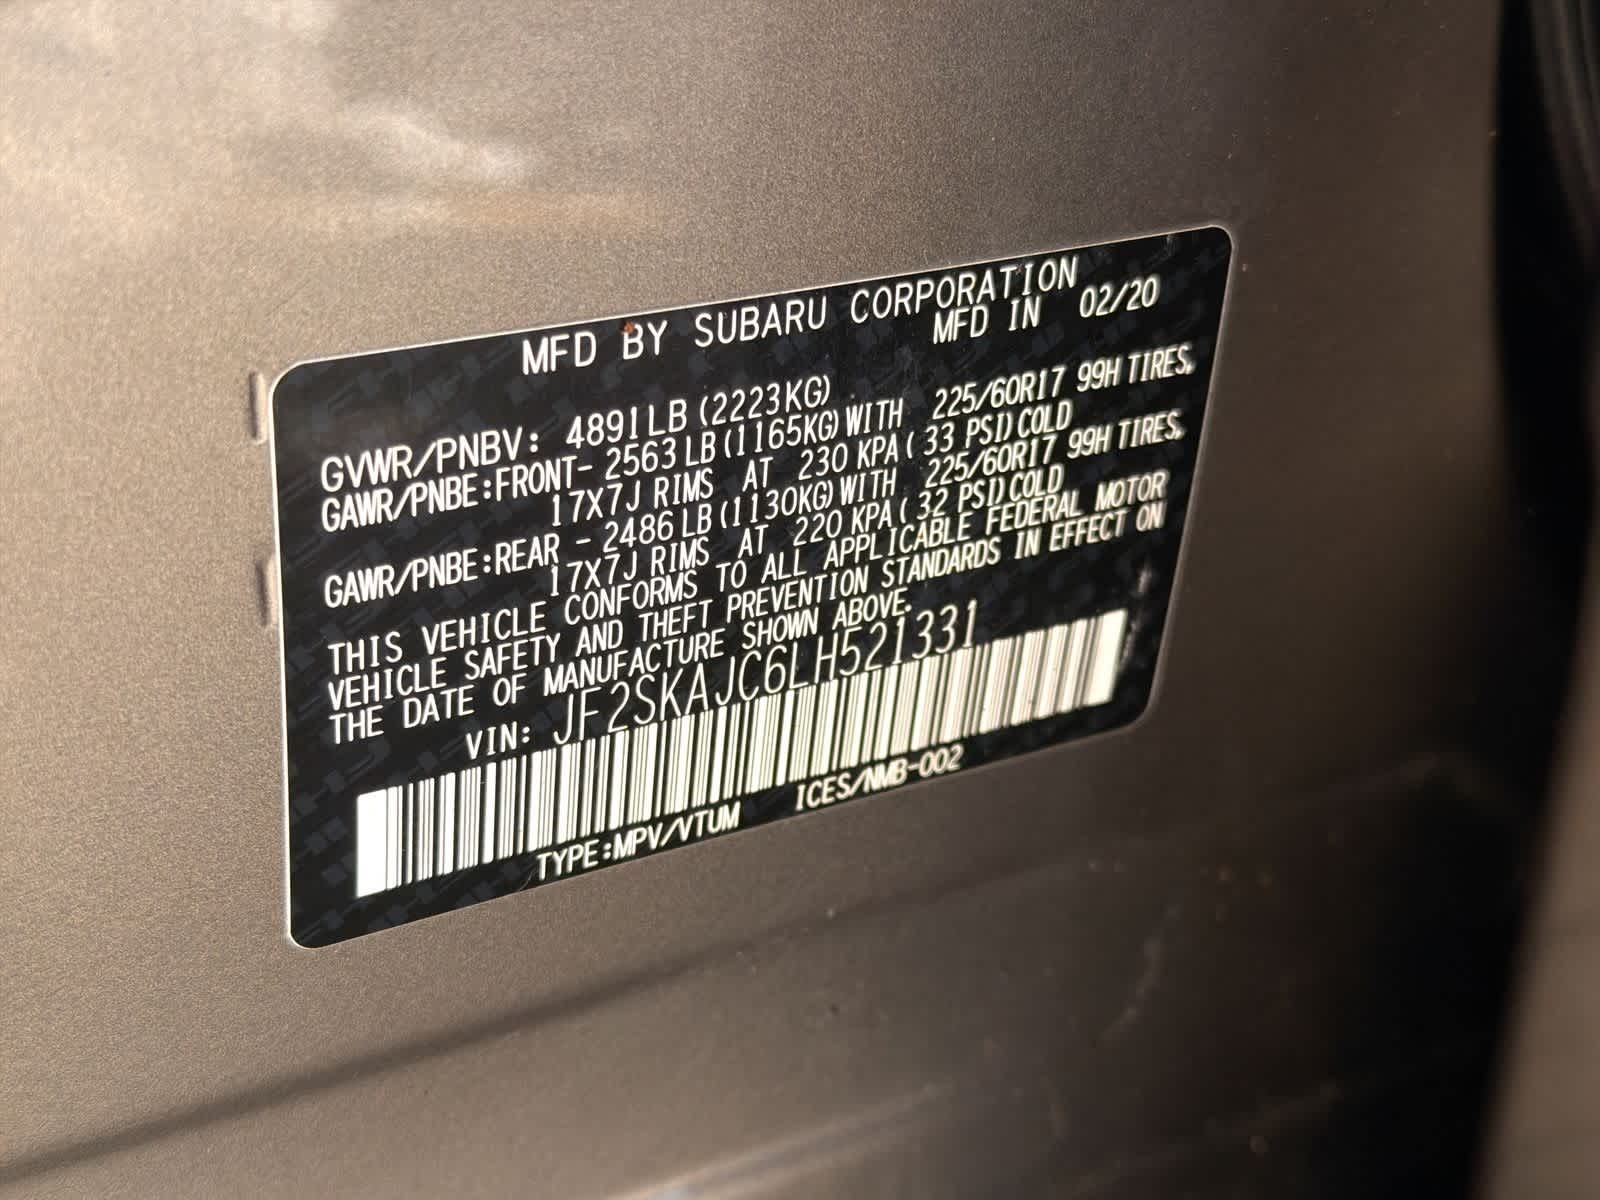 MFD BY SUBARU CORPORATION
MFD IN 02/20
GVWR/PNBV: 4891LB (2223KG)
GAWR/PNBE:FRONT- 2563LB (1165KG)WITH 225/60R17 99H TIRES,
17X7J RIMS AT 230 KPA( 33 PSI)COLD
GAWR/PNBE:REAR - 2486LB (1130KG)WITH 225/60R17 99H TIRES,
17X7J RIMS AT 220 KPA( 32 PSI)COLD
THIS VEHICLE CONFORMS TO ALL APPLICABLE FEDERAL MOTOR
VEHICLE SAFETY AND THEFT PREVENTION STANDARDS IN EFFECT ON
THE DATE OF MANUFACTURE SHOWN ABOVE.
VIN: JF2SKAJC6LH521331
TYPE:MPV/VTUM ICES/NMB-002